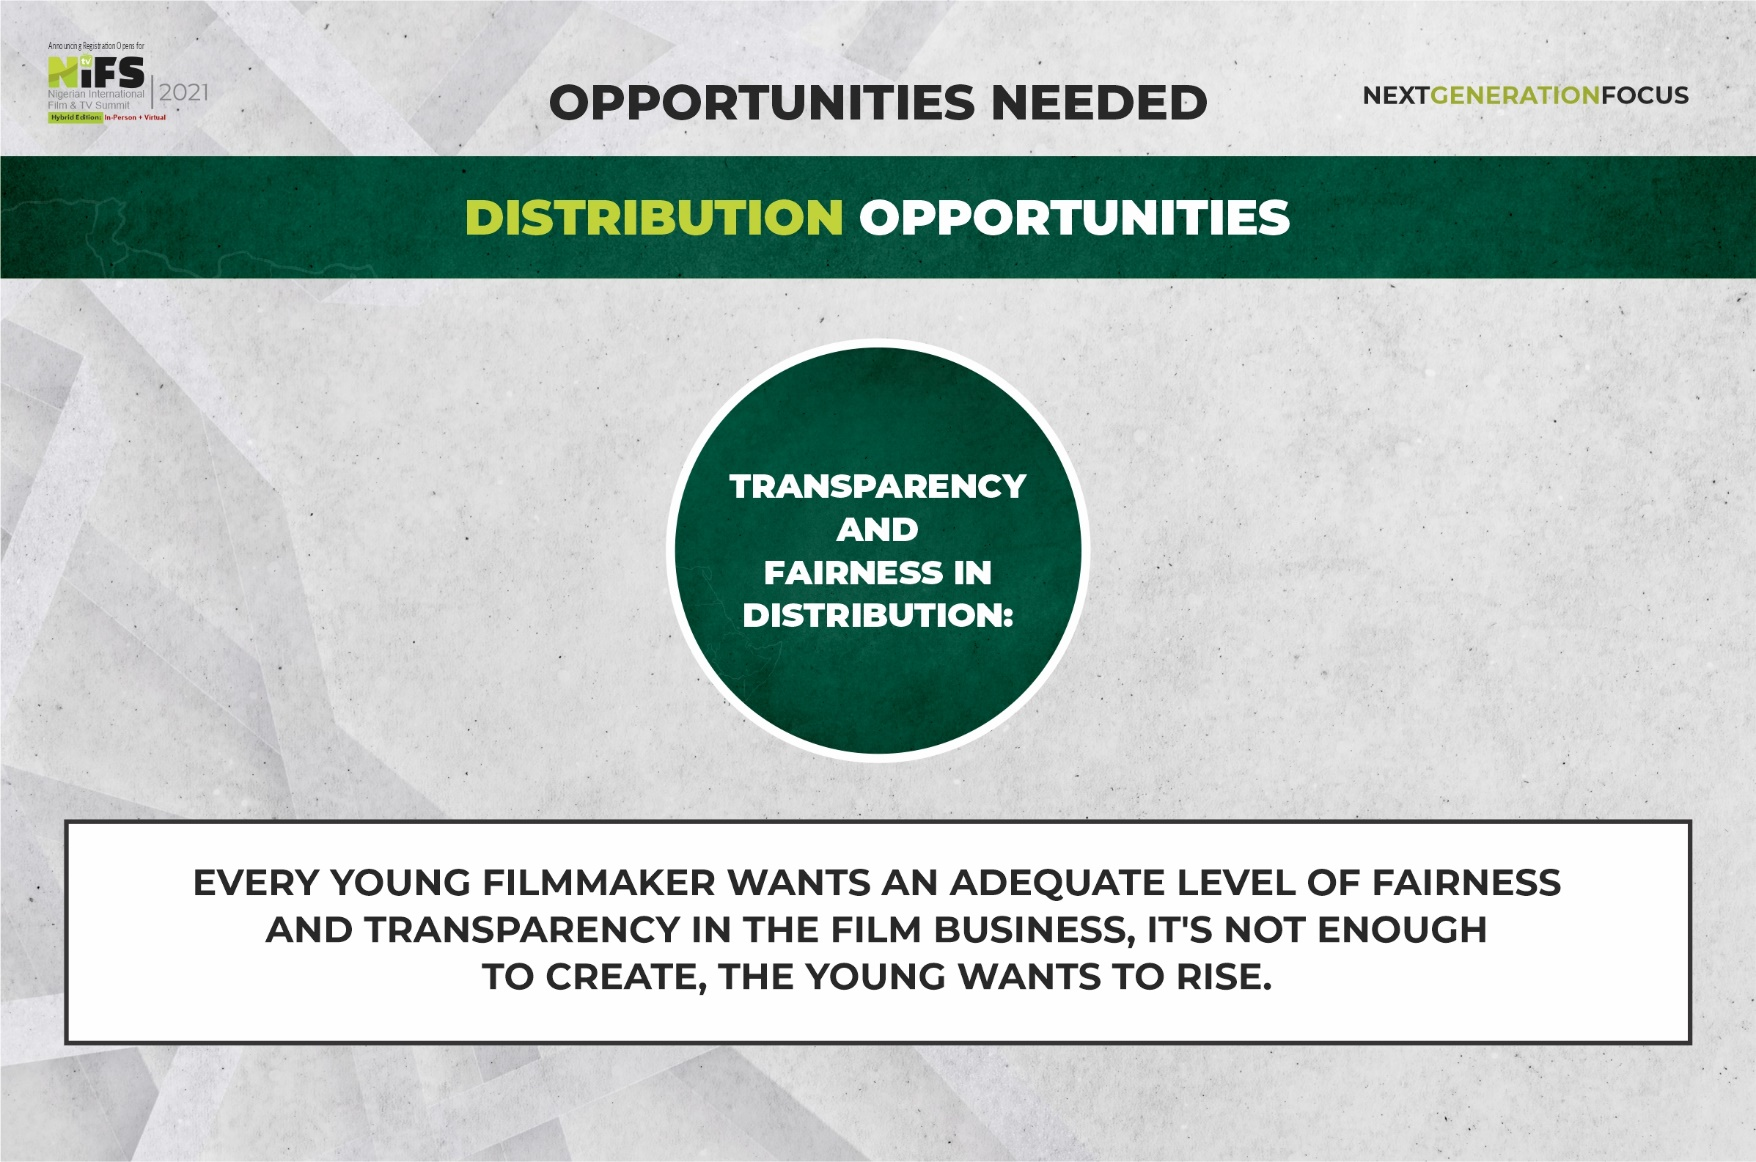 Announcing Registration Opens for
NiFS
tv
Nigerian International
Film & TV Summit
2021
Hybrid Edition: In-Person + Virtual
OPPORTUNITIES NEEDED
NEXTGENERATIONFOCUS
DISTRIBUTION OPPORTUNITIES
TRANSPARENCY
AND
FAIRNESS IN
DISTRIBUTION:
EVERY YOUNG FILMMAKER WANTS AN ADEQUATE LEVEL OF FAIRNESS
AND TRANSPARENCY IN THE FILM BUSINESS, IT'S NOT ENOUGH
TO CREATE, THE YOUNG WANTS TO RISE.